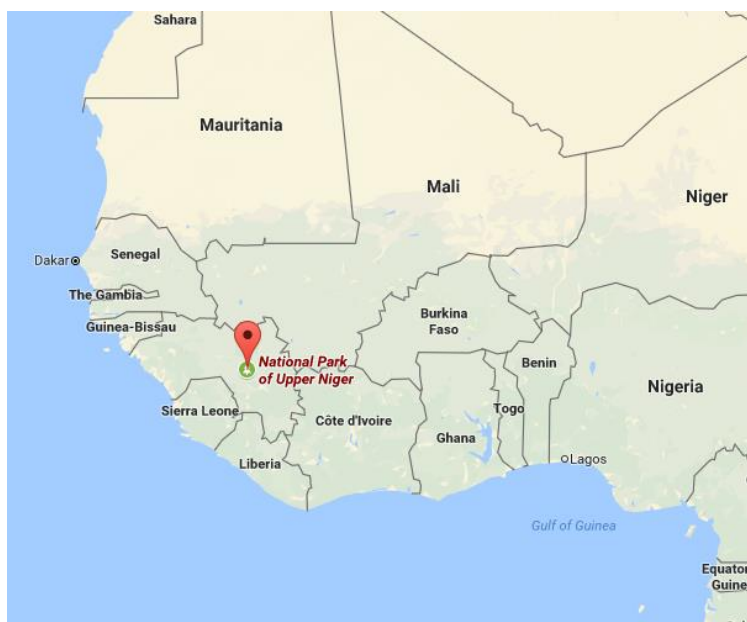 Sahara
Mauritania
Mali
Niger
Senegal
Dakar
The Gambia
Burkina
Faso
Guinea-Bissau
National Park
of Upper Niger
Benin
Nigeria
Sierra Leone
Côte d'Ivoire
Togo
Ghana
Liberia
Lagos
Gulf of Guinea
Equator
Guine